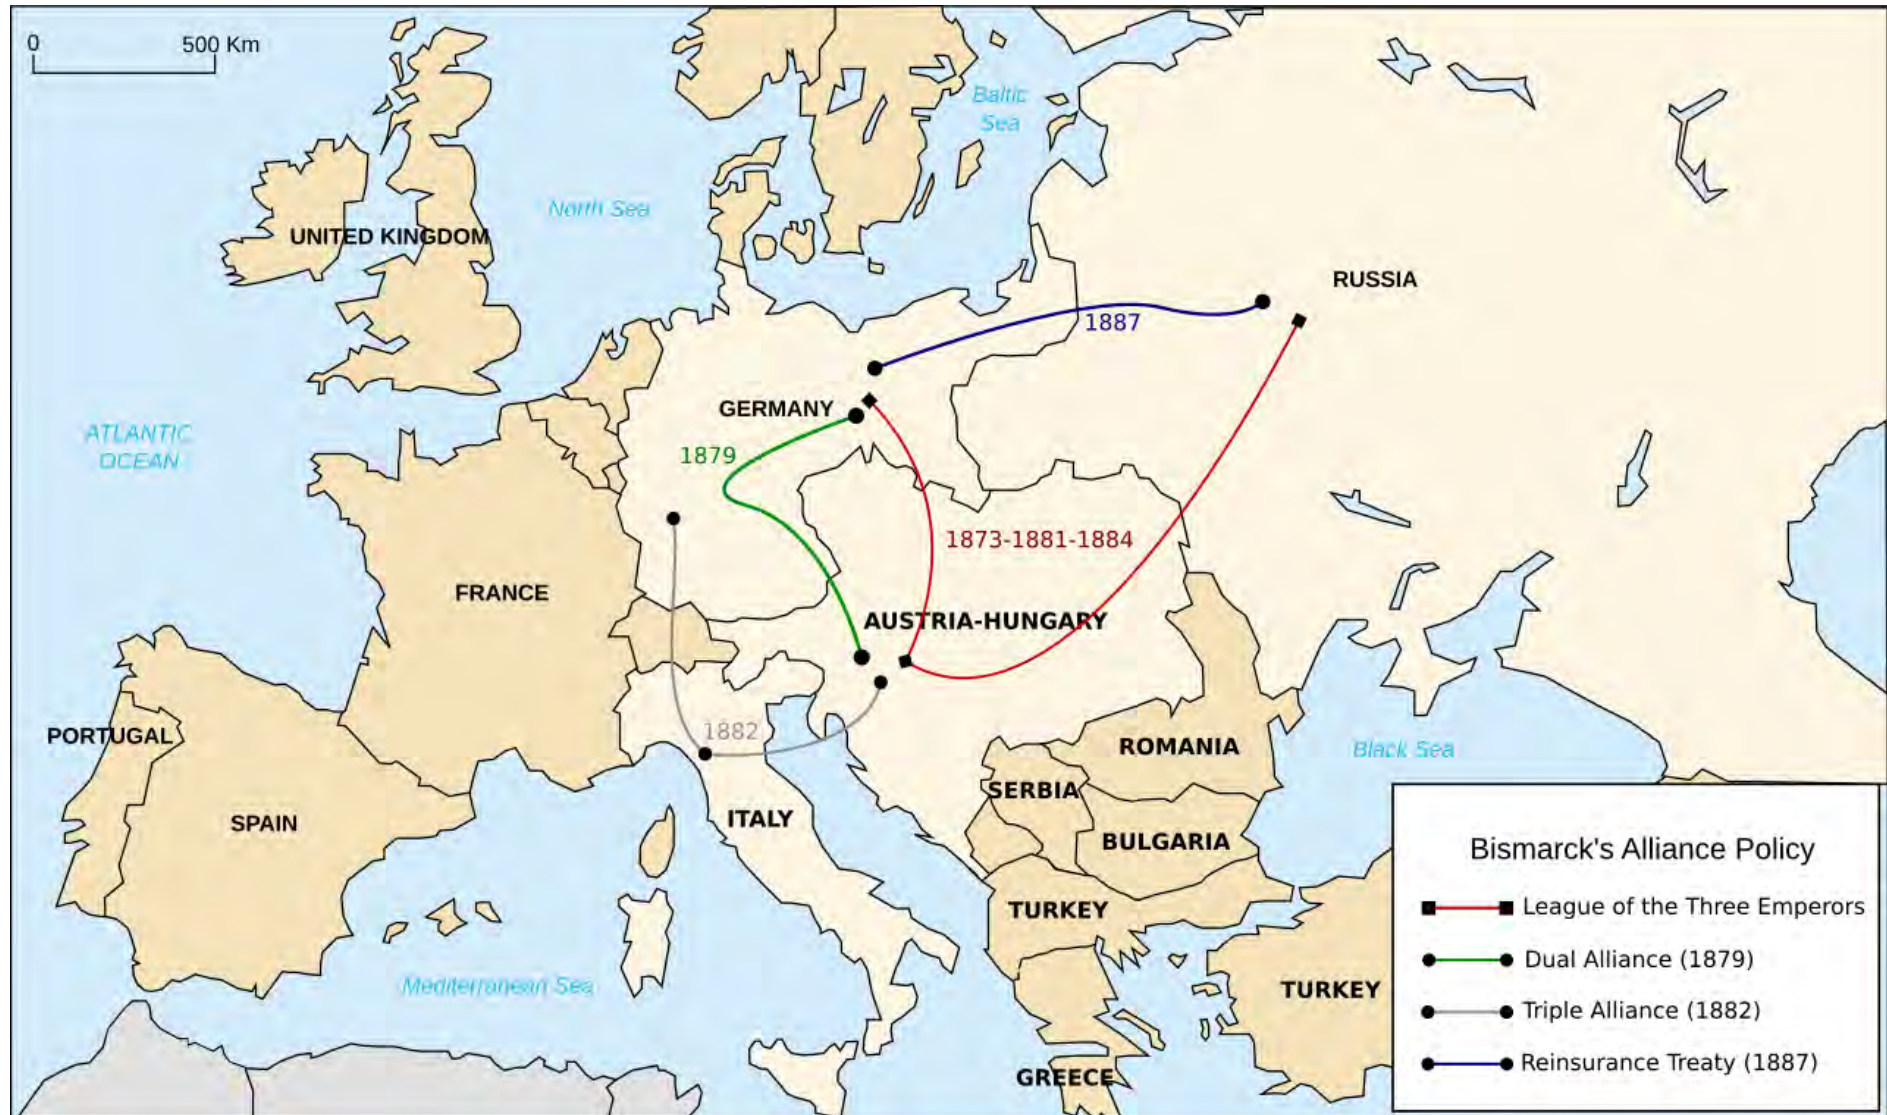 0 500 Km
Baltic
Sea
North Sea
UNITED KINGDOM
RUSSIA
1887
GERMANY
ATLANTIC
OCEAN
1879
1873-1881-1884
FRANCE
AUSTRIA-HUNGARY
1882
PORTUGAL
ROMANIA
Black Sea
SERBIA
ITALY
SPAIN
BULGARIA
TURKEY
Mediterranean Sea
TURKEY
GREECE
Bismarck's Alliance Policy
League of the Three Emperors
Dual Alliance (1879)
Triple Alliance (1882)
Reinsurance Treaty (1887)